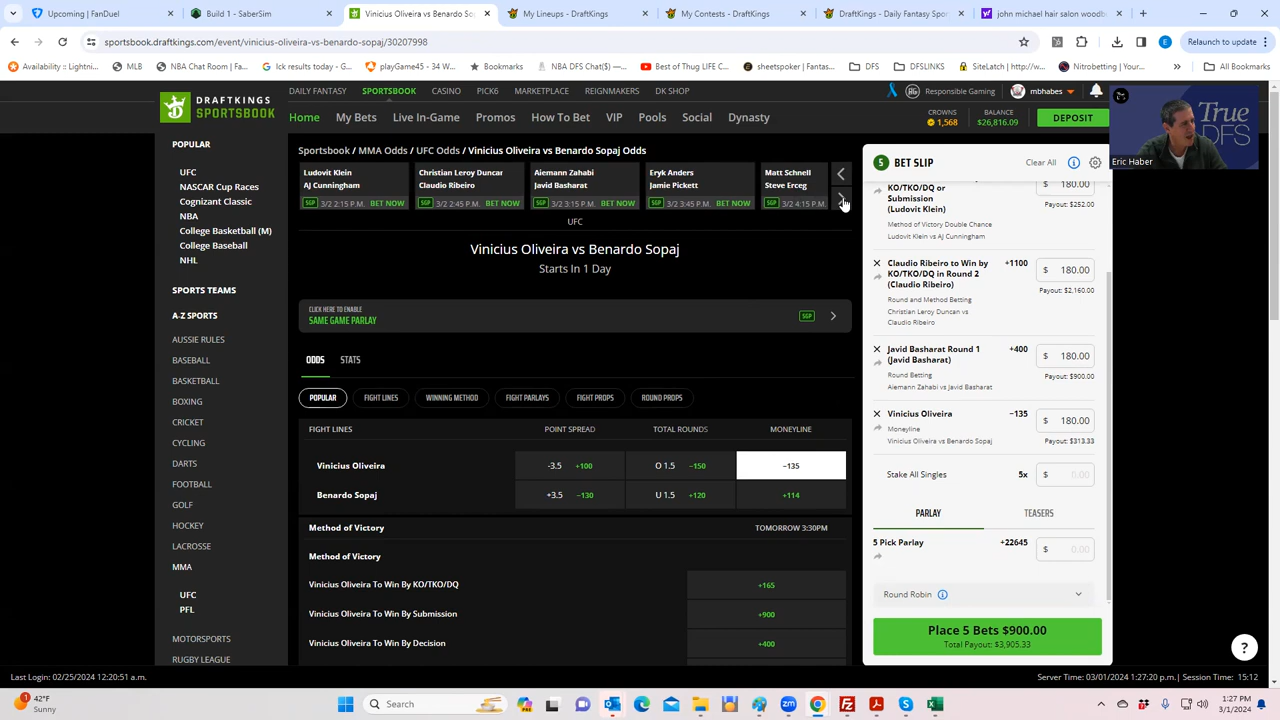 Upcoming | FanDuel
Build 1 - SaberSim
Vinicius Oliveira vs Benardo So
My Lineups - DraftKings
My Contests - DraftKings
DraftKings - Daily Fantasy Spo
john michael hair salon woodb
sportsbook.draftkings.com/event/vinicius-oliveira-vs-benardo-sopaj/30207998
Relaunch to update
Availability :: Lightni... MLB NBA Chat Room | Fa... Ick results today - G... playGame45 - 34 W... Bookmarks NBA DFS Chat($) —... Best of Thug LIFE C... sheetspoker | Fantas... DFS DFSLINKS SiteLatch | http://w... Nitrobetting | Your... » All Bookmarks
DAILY FANTASY SPORTSBOOK CASINO PICK6 MARKETPLACE REIGNMAKERS DK SHOP
Responsible Gaming mbhabes
DRAFTKINGS
SPORTSBOOK
Home My Bets Live In-Game Promos How To Bet VIP Pools Social Dynasty
CROWNS
1,568
BALANCE
$26,816.09
DEPOSIT
True
DFS
Eric Haber
POPULAR
UFC
NASCAR Cup Races
Cognizant Classic
NBA
College Basketball (M)
College Baseball
NHL
SPORTS TEAMS
A-Z SPORTS
AUSSIE RULES
BASEBALL
BASKETBALL
BOXING
CRICKET
CYCLING
DARTS
FOOTBALL
GOLF
HOCKEY
LACROSSE
MMA
UFC
PFL
MOTORSPORTS
RUGBY LEAGUE
Sportsbook / MMA Odds / UFC Odds / Vinicius Oliveira vs Benardo Sopaj Odds
Ludovit Klein
AJ Cunningham
SGP 3/2 2:15 P.M. BET NOW
Christian Leroy Duncan
Claudio Ribeiro
SGP 3/2 2:45 P.M. BET NOW
Aiemann Zahabi
Javid Basharat
SGP 3/2 3:15 P.M. BET NOW
Eryk Anders
Jamie Pickett
SGP 3/2 3:45 P.M. BET NOW
Matt Schnell
Steve Erceg
SGP 3/2 4:15 P.M.
UFC
Vinicius Oliveira vs Benardo Sopaj
Starts In 1 Day
CLICK HERE TO ENABLE
SAME GAME PARLAY
SGP
ODDS STATS
POPULAR FIGHT LINES WINNING METHOD FIGHT PARLAYS FIGHT PROPS ROUND PROPS
FIGHT LINES POINT SPREAD TOTAL ROUNDS MONEYLINE
Vinicius Oliveira -3.5 +100 O 1.5 −150 −135
Benardo Sopaj +3.5 −130 U 1.5 +120 +114
Method of Victory TOMORROW 3:30PM
Method of Victory
Vinicius Oliveira To Win By KO/TKO/DQ +165
Vinicius Oliveira To Win By Submission +900
Vinicius Oliveira To Win By Decision +400
5 BET SLIP Clear All
KO/TKO/DQ or
Submission
(Ludovit Klein)
$ 180.00
Payout: $252.00
Method of Victory Double Chance
Ludovit Klein vs AJ Cunningham
Claudio Ribeiro to Win by
KO/TKO/DQ in Round 2
(Claudio Ribeiro)
+1100 $ 180.00
Payout: $2,160.00
Round and Method Betting
Christian Leroy Duncan vs
Claudio Ribeiro
Javid Basharat Round 1
(Javid Basharat)
+400 $ 180.00
Payout: $900.00
Round Betting
Aiemann Zahabi vs Javid Basharat
Vinicius Oliveira −135 $ 180.00
Moneyline
Payout: $313.33
Vinicius Oliveira vs Benardo Sopaj
Stake All Singles 5x $ 0.00
PARLAY TEASERS
5 Pick Parlay +22645 $ 0.00
Round Robin
Place 5 Bets $900.00
Total Payout: $3,905.33
?
Last Login: 02/25/2024 12:20:51 a.m.
Server Time: 03/01/2024 1:27:20 p.m.| Session: 15:12
42°F
Sunny
Search
1:27 PM
3/1/2024